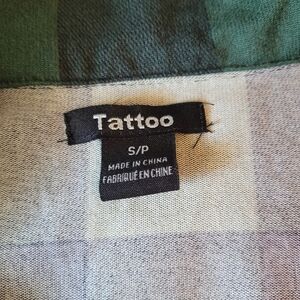 Tattoo
S/P
MADE IN CHINA
FABRIQUÉ EN CHINE